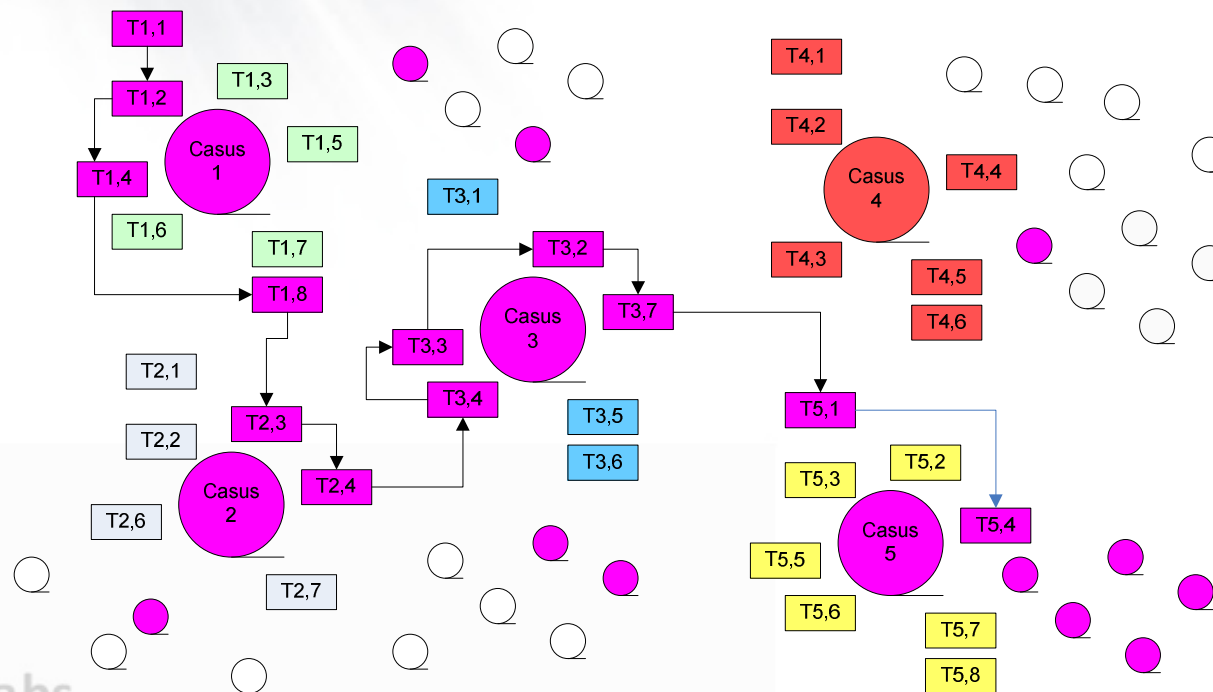 T1,1
T1,2
T1,3
T1,5
Casus
1
T1,4
T1,6
T1,7
T1,8
T2,1
T2,2
T2,3
T2,4
Casus
2
T2,6
T2,7
T3,1
T3,2
T3,7
Casus
3
T3,3
T3,4
T3,5
T3,6
T4,1
T4,2
T4,4
Casus
4
T4,3
T4,5
T4,6
T5,1
T5,2
T5,3
T5,4
Casus
5
T5,5
T5,6
T5,7
T5,8
abs